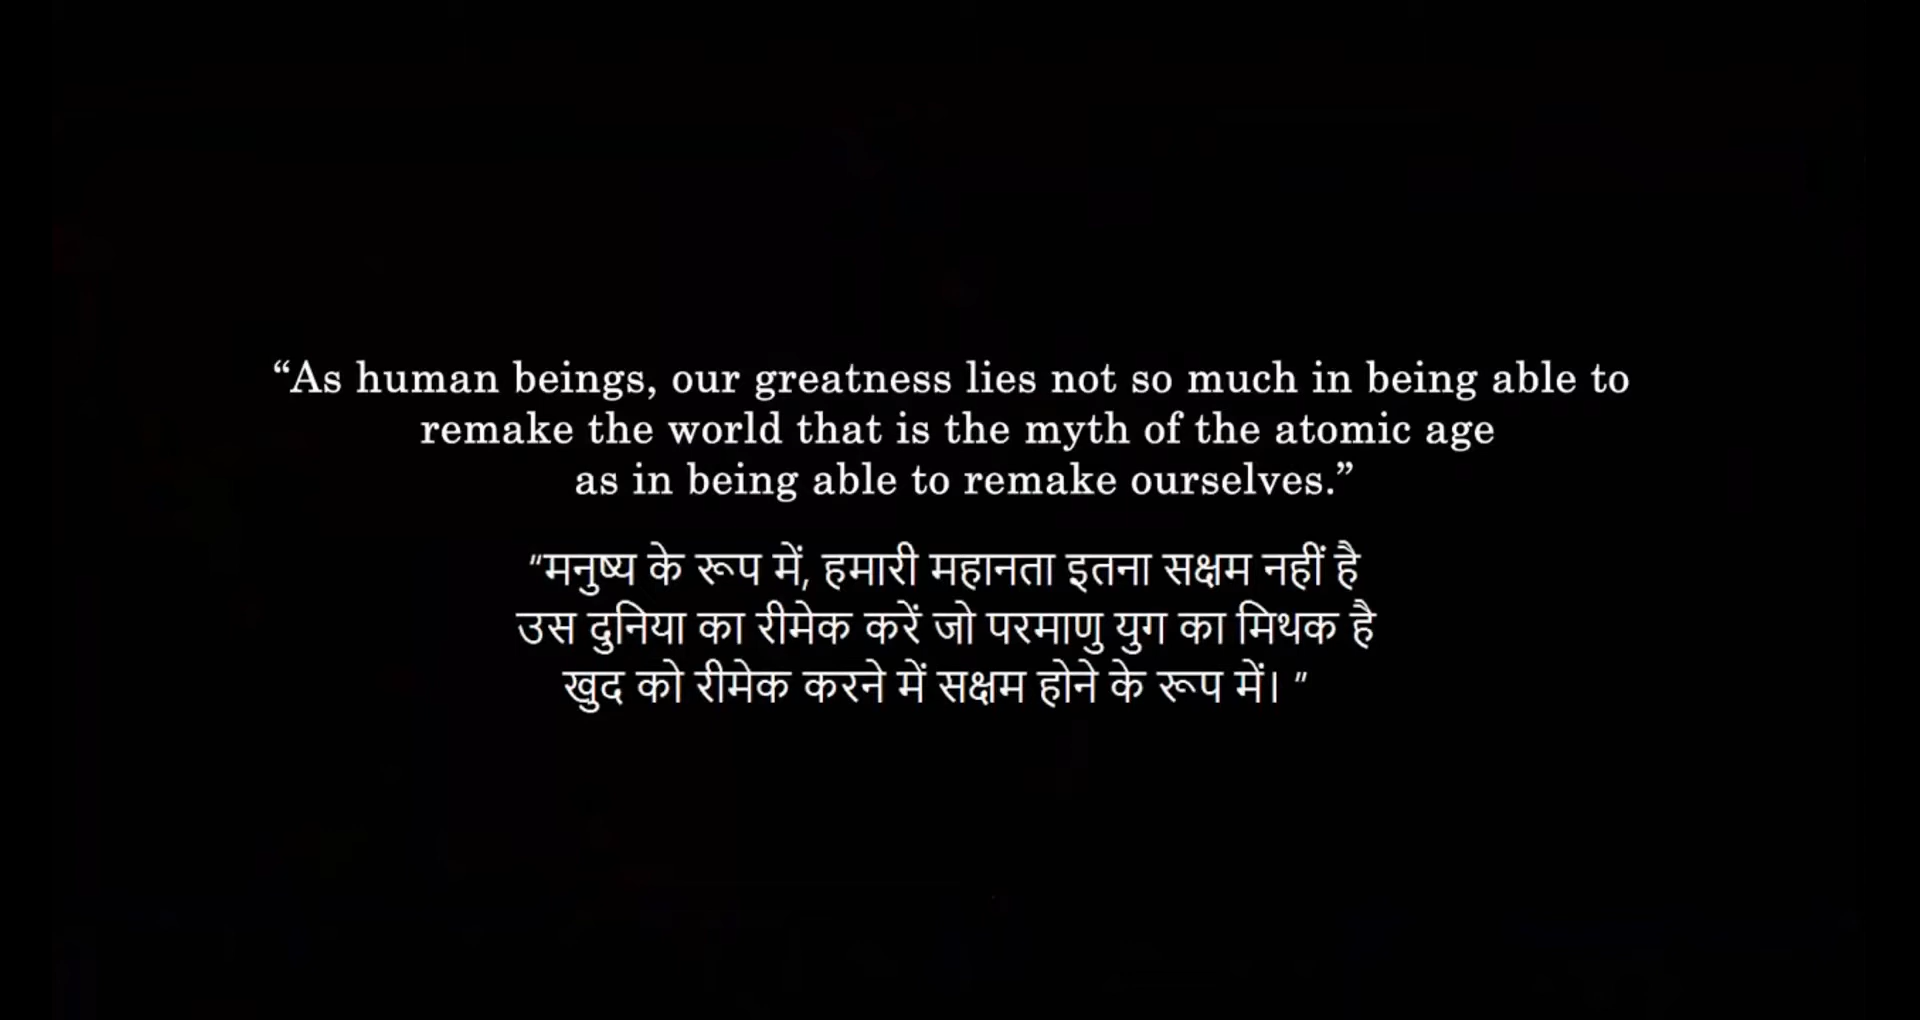 “As human beings, our greatness lies not so much in being able to
remake the world that is the myth of the atomic age
as in being able to remake ourselves.”
“मनुष्य के रूप में, हमारी महानता इतना सक्षम नहीं है
उस दुनिया का रीमेक करें जो परमाणु युग का मिथक है
खुद को रीमेक करने में सक्षम होने के रूप में। ”